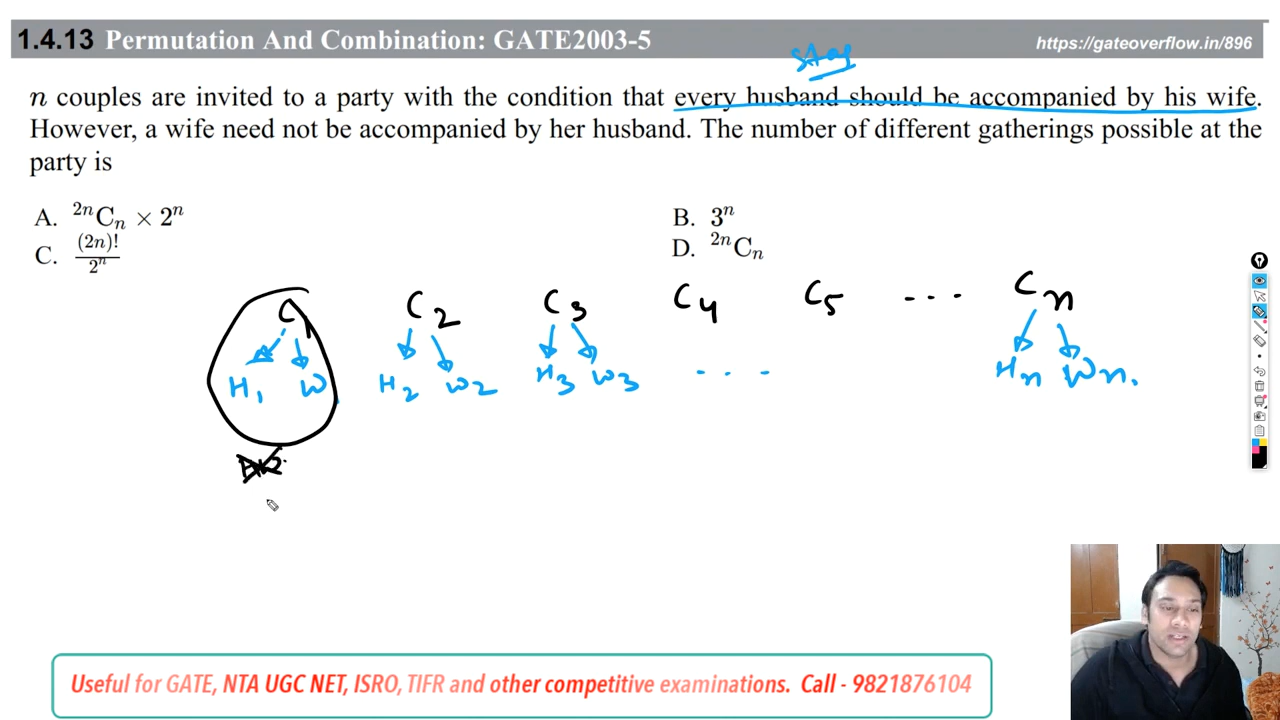 1.4.13 Permutation And Combination: GATE2003-5
https://gateoverflow.in/896
n couples are invited to a party with the condition that every husband should be accompanied by his wife.
However, a wife need not be accompanied by her husband. The number of different gatherings possible at the
party is
A. ²ⁿCₙ × 2ⁿ
B. 3ⁿ
C. (2n)!/2ⁿ
D. ²ⁿCₙ
C₁ C₂ C₃ C₄ C₅ ... Cₙ
H₁ W H₂ W₂ H₃ W₃ ... Hₙ Wₙ.
Useful for GATE, NTA UGC NET, ISRO, TIFR and other competitive examinations. Call - 9821876104